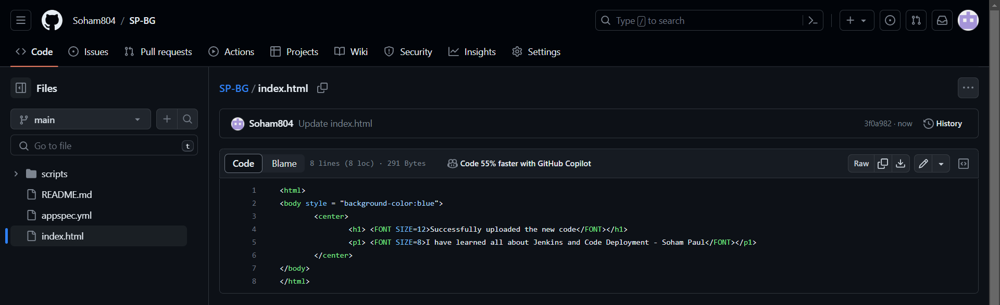 Soham804 / SP-BG
Type / to search
Code Issues Pull requests Actions Projects Wiki Security Insights Settings
Files
main
Go to file t
scripts
README.md
appspec.yml
index.html
SP-BG / index.html
Soham804 Update index.html 3f0a982 · now History
Code Blame 8 lines (8 loc) · 291 Bytes Code 55% faster with GitHub Copilot Raw
1 <html>
2 <body style = "background-color:blue">
3 <center>
4 <h1> <FONT SIZE=12>Successfully uploaded the new code</FONT></h1>
5 <p1> <FONT SIZE=8>I have learned all about Jenkins and Code Deployment - Soham Paul</FONT></p1>
6 </center>
7 </body>
8 </html>